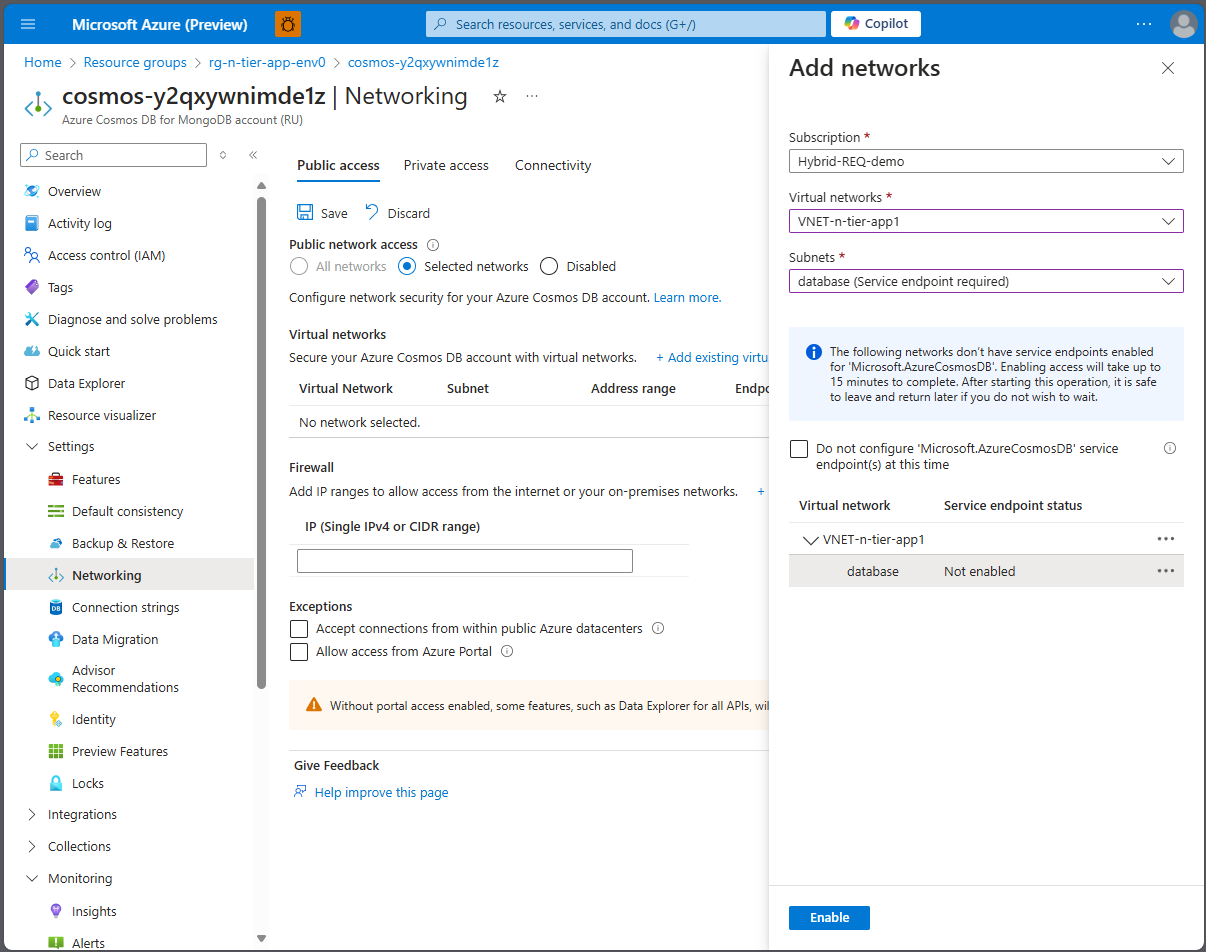 Microsoft Azure (Preview)
Search resources, services, and docs (G+/)
Copilot
Home > Resource groups > rg-n-tier-app-env0 > cosmos-y2qxywnimde1z
cosmos-y2qxywnimde1z | Networking
Azure Cosmos DB for MongoDB account (RU)
Search
Overview
Activity log
Access control (IAM)
Tags
Diagnose and solve problems
Quick start
Data Explorer
Resource visualizer
Settings
Features
Default consistency
Backup & Restore
Networking
Connection strings
Data Migration
Advisor
Recommendations
Identity
Preview Features
Locks
Integrations
Collections
Monitoring
Insights
Alerts
Public access
Private access
Connectivity
Save
Discard
Public network access
All networks
Selected networks
Disabled
Configure network security for your Azure Cosmos DB account. Learn more.
Virtual networks
Secure your Azure Cosmos DB account with virtual networks. + Add existing virtu
Virtual Network Subnet Address range Endpo
No network selected.
Firewall
Add IP ranges to allow access from the internet or your on-premises networks. +
IP (Single IPv4 or CIDR range)
Exceptions
Accept connections from within public Azure datacenters
Allow access from Azure Portal
Without portal access enabled, some features, such as Data Explorer for all APIs, wil
Give Feedback
Help improve this page
Add networks
Subscription *
Hybrid-REQ-demo
Virtual networks *
VNET-n-tier-app1
Subnets *
database (Service endpoint required)
The following networks don't have service endpoints enabled
for 'Microsoft.AzureCosmosDB'. Enabling access will take up to
15 minutes to complete. After starting this operation, it is safe
to leave and return later if you do not wish to wait.
Do not configure 'Microsoft.AzureCosmosDB' service
endpoint(s) at this time
Virtual network Service endpoint status
VNET-n-tier-app1
database Not enabled
Enable